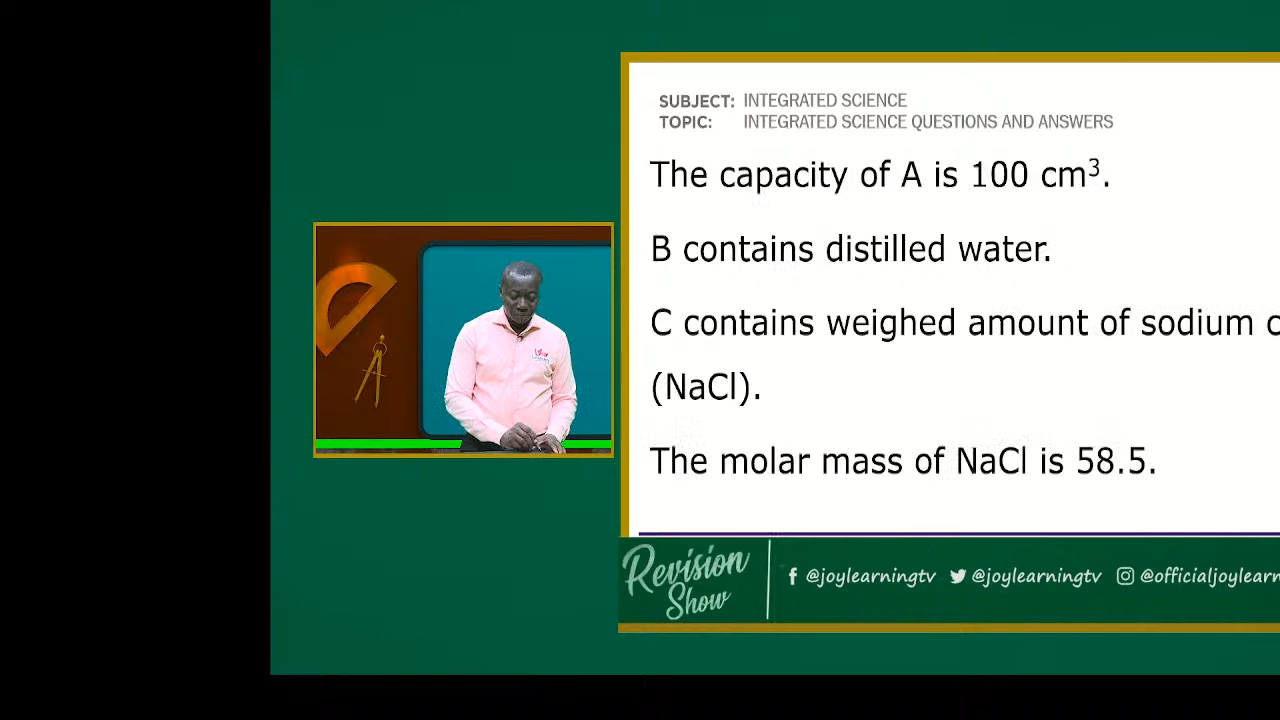 SUBJECT: INTEGRATED SCIENCE
TOPIC: INTEGRATED SCIENCE QUESTIONS AND ANSWERS
The capacity of A is 100 cm³.
B contains distilled water.
C contains weighed amount of sodium
(NaCl).
The molar mass of NaCl is 58.5.
Revision
Show
@joylearningtv @joylearningtv